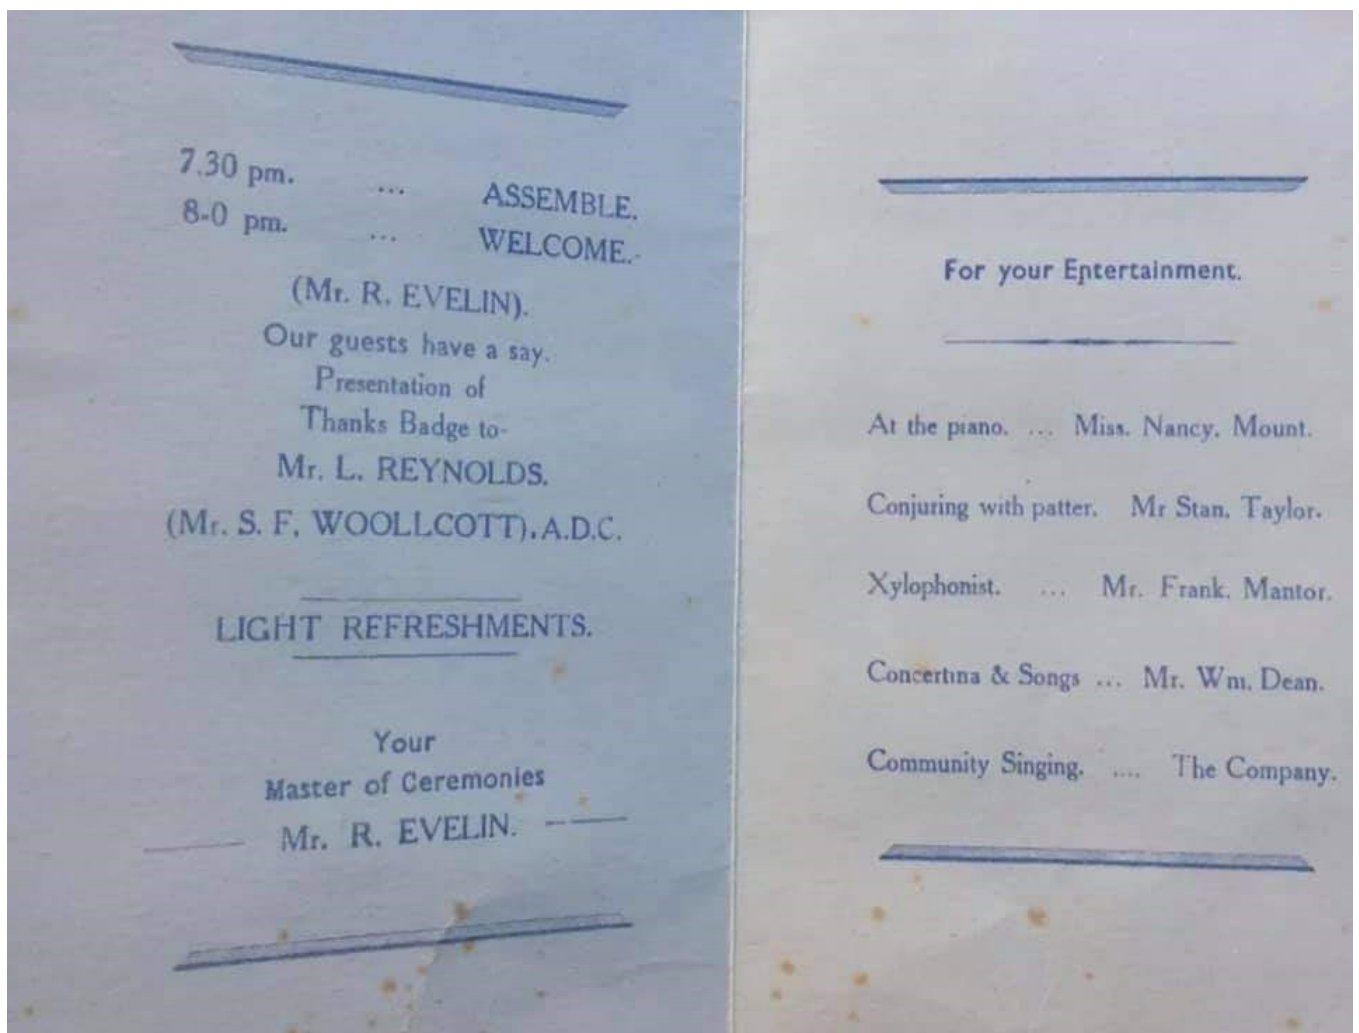 7.30 pm. ... ASSEMBLE.
8-0 pm. ... WELCOME.-
(Mr. R. EVELIN).
Our guests have a say.
Presentation of
Thanks Badge to-
Mr. L. REYNOLDS.
(Mr. S. F. WOOLLCOTT). A.D.C.
LIGHT REFRESHMENTS.
Your
Master of Ceremonies
Mr. R. EVELIN.
For your Entertainment.
At the piano. ... Miss. Nancy. Mount.
Conjuring with patter. Mr Stan. Taylor.
Xylophonist. ... Mr. Frank. Mantor.
Concertina & Songs ... Mr. Wm. Dean.
Community Singing. .... The Company.